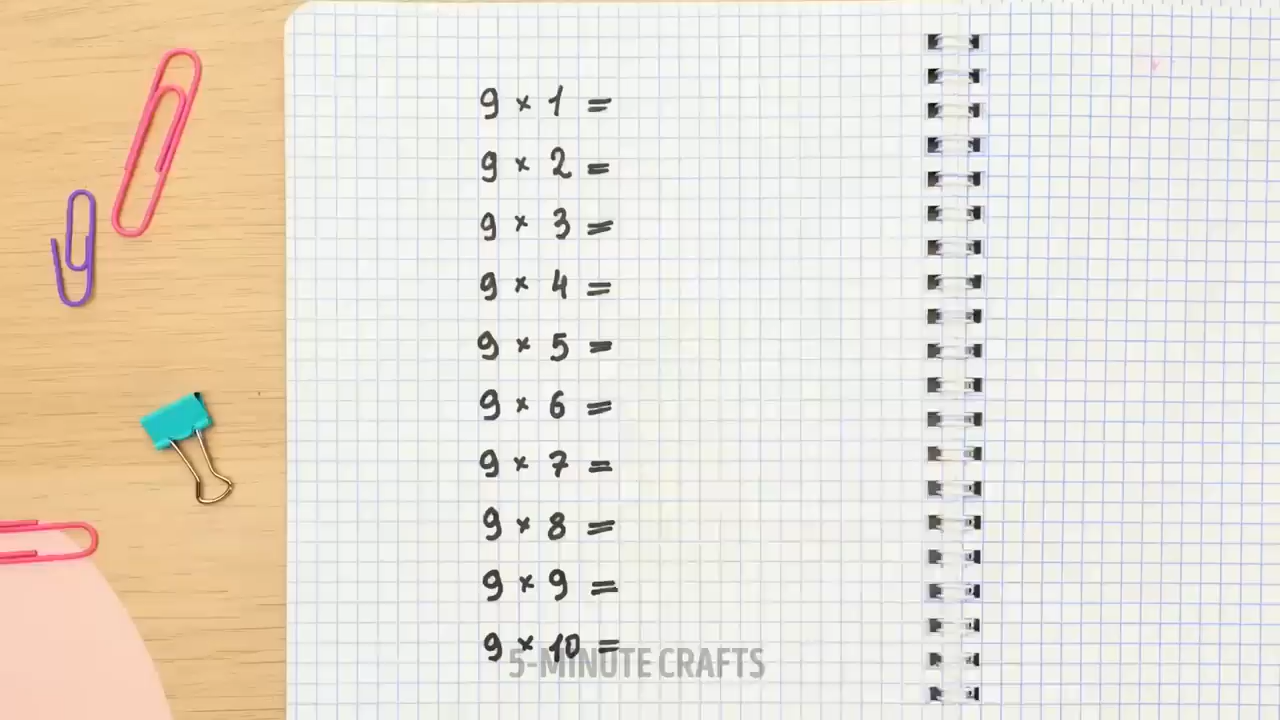 9 × 1 =
9 × 2 =
9 × 3 =
9 × 4 =
9 × 5 =
9 × 6 =
9 × 7 =
9 × 8 =
9 × 9 =
9 × 10 =
5-MINUTE CRAFTS